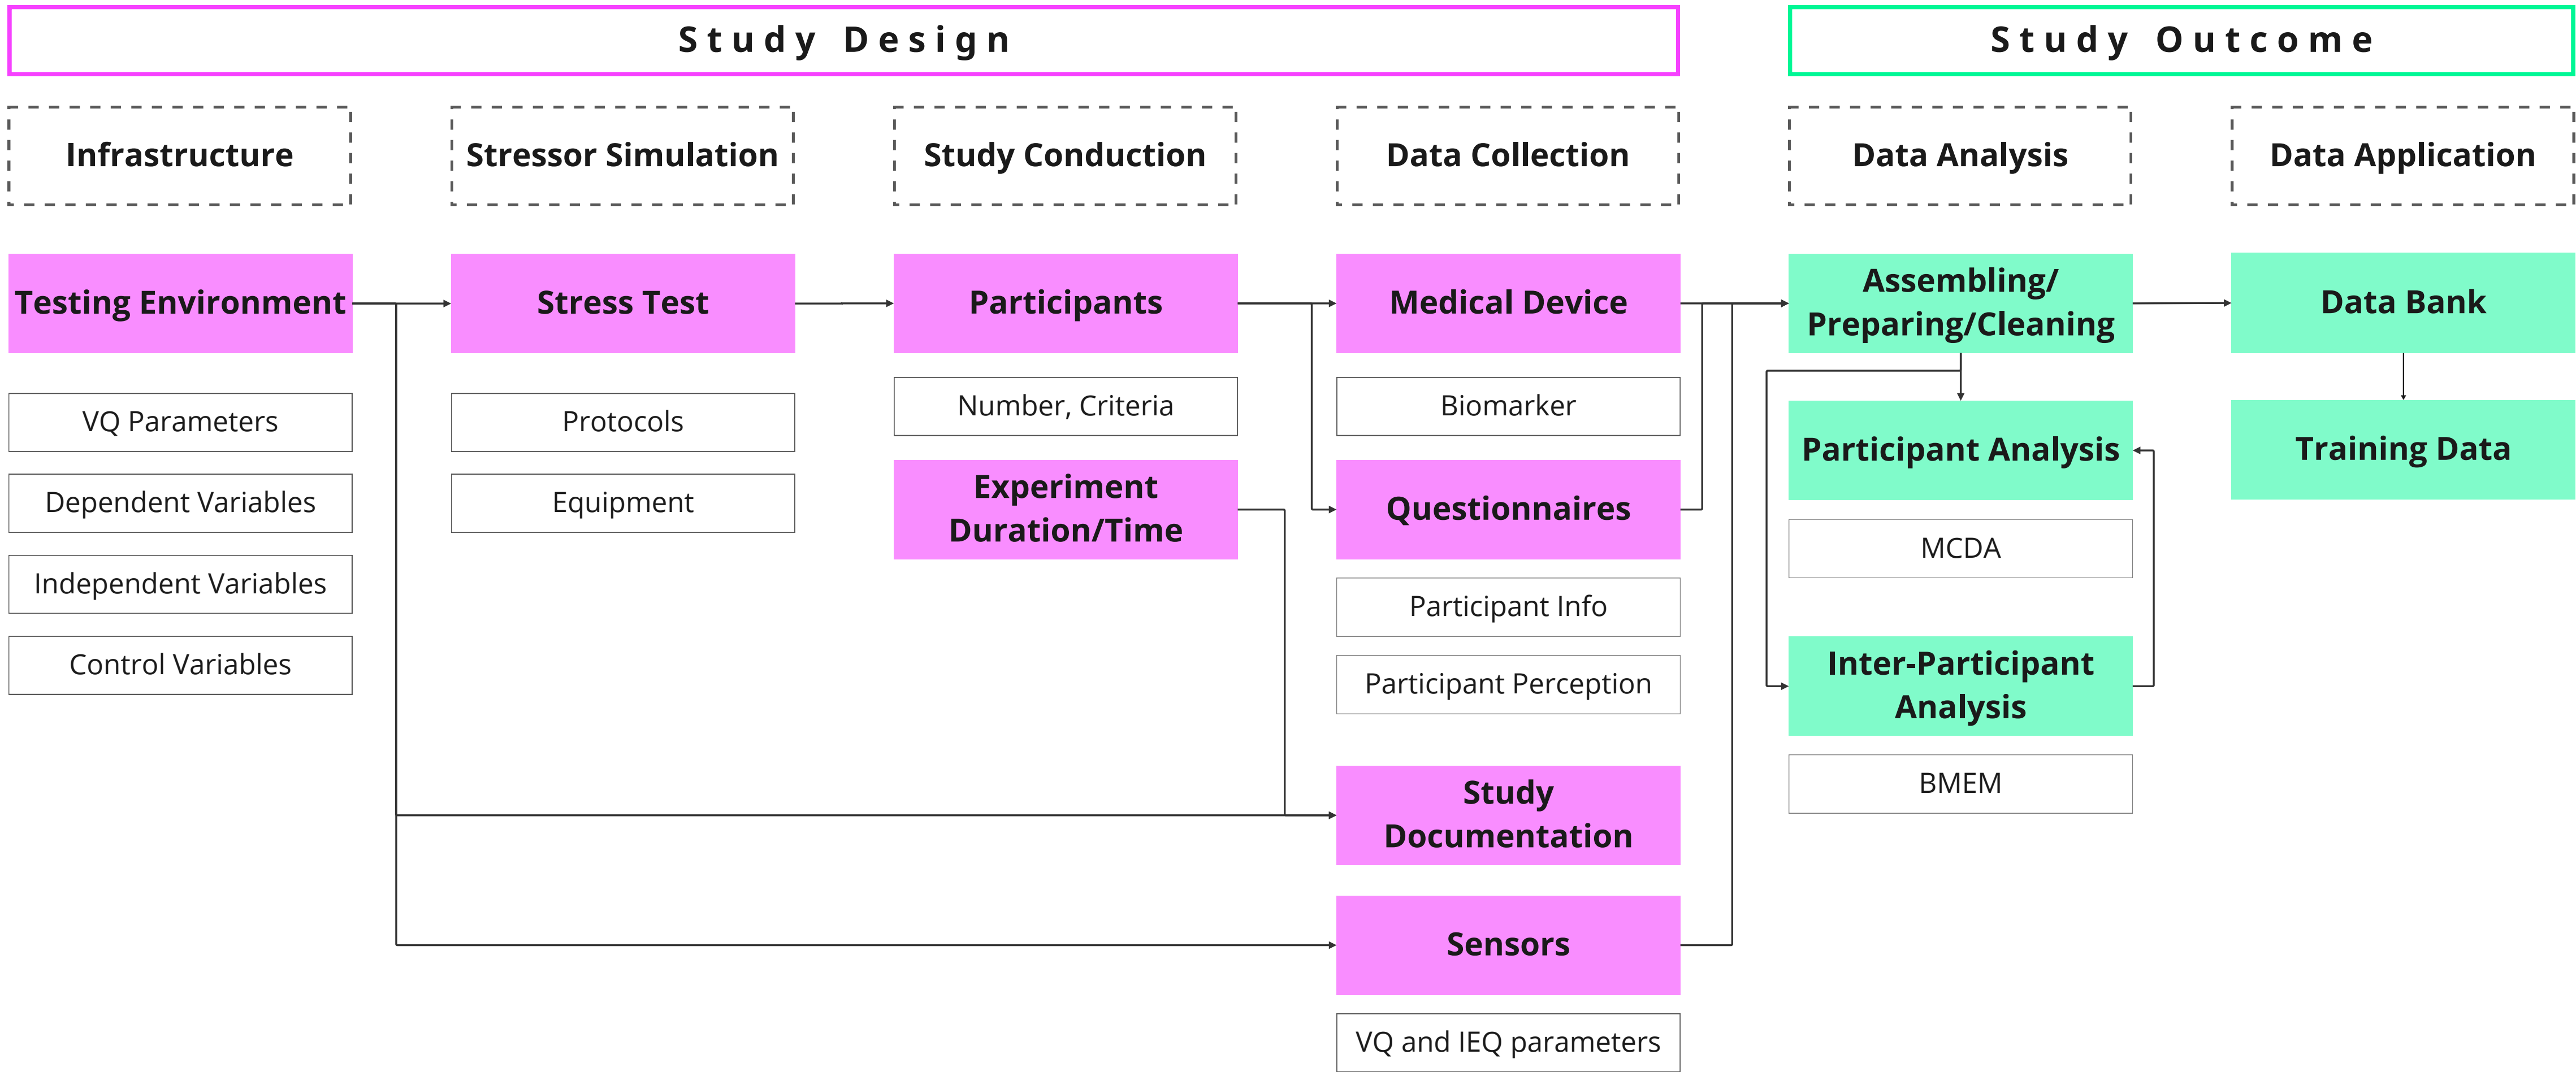 Study Design
Study Outcome
Infrastructure
Stressor Simulation
Study Conduction
Data Collection
Data Analysis
Data Application
Testing Environment
VQ Parameters
Dependent Variables
Independent Variables
Control Variables
Stress Test
Protocols
Equipment
Participants
Number, Criteria
Experiment
Duration/Time
Medical Device
Biomarker
Questionnaires
Participant Info
Participant Perception
Study
Documentation
Sensors
VQ and IEQ parameters
Assembling/
Preparing/Cleaning
Participant Analysis
MCDA
Inter-Participant
Analysis
BMEM
Data Bank
Training Data